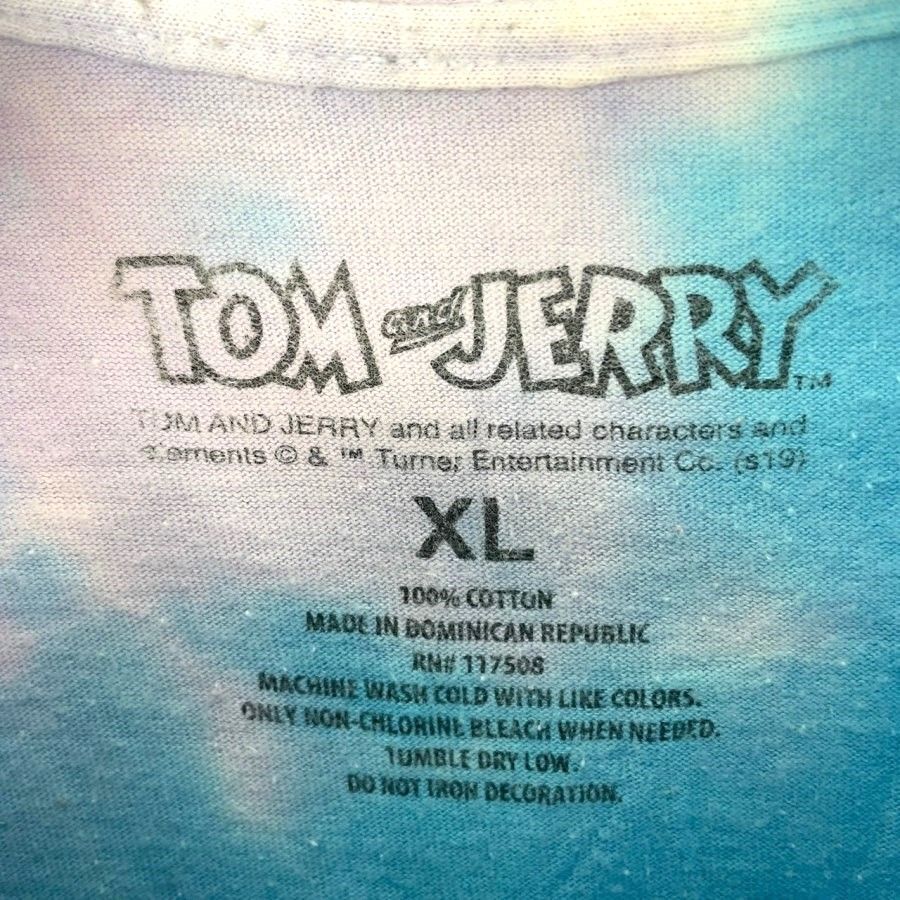 TOM and JERRY TM
TOM AND JERRY and all related characters and
elements © & ™ Turner Entertainment Co. (s19)
XL
100% COTTON
MADE IN DOMINICAN REPUBLIC
RN# 117508
MACHINE WASH COLD WITH LIKE COLORS.
ONLY NON-CHLORINE BLEACH WHEN NEEDED.
TUMBLE DRY LOW.
DO NOT IRON DECORATION.